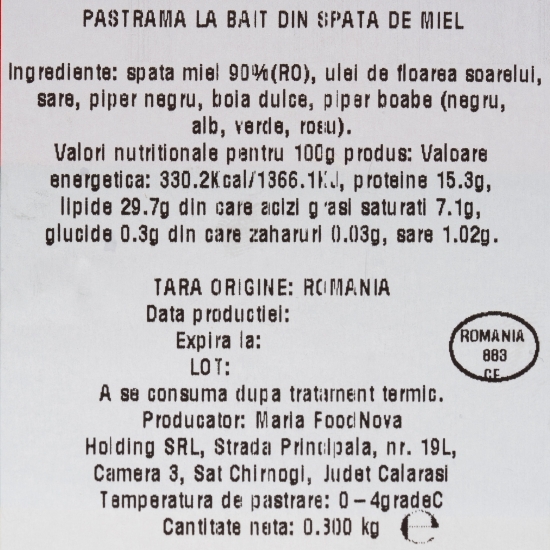 PASTRAMA LA BAIT DIN SPATA DE MIEL
Ingrediente: spata miel 90%(RO), ulei de floarea soarelui,
sare, piper negru, boia dulce, piper boabe (negru,
alb, verde, rosu).
Valori nutritionale pentru 100g produs: Valoare
energetica: 330.2Kcal/1366.1KJ, proteine 15.3g,
lipide 29.7g din care acizi grasi saturati 7.1g,
glucide 0.3g din care zaharuri 0.03g, sare 1.02g.
TARA ORIGINE: ROMANIA
Data productiei:
Expira la:
LOT:
ROMANIA
883
CE
A se consuma dupa tratament termic.
Producator: Maria FoodNova
Holding SRL, Strada Principala, nr. 19L,
Camera 3, Sat Chirnogi, Judet Calarasi
Temperatura de pastrare: 0-4gradeC
Cantitate neta: 0.300 kg e